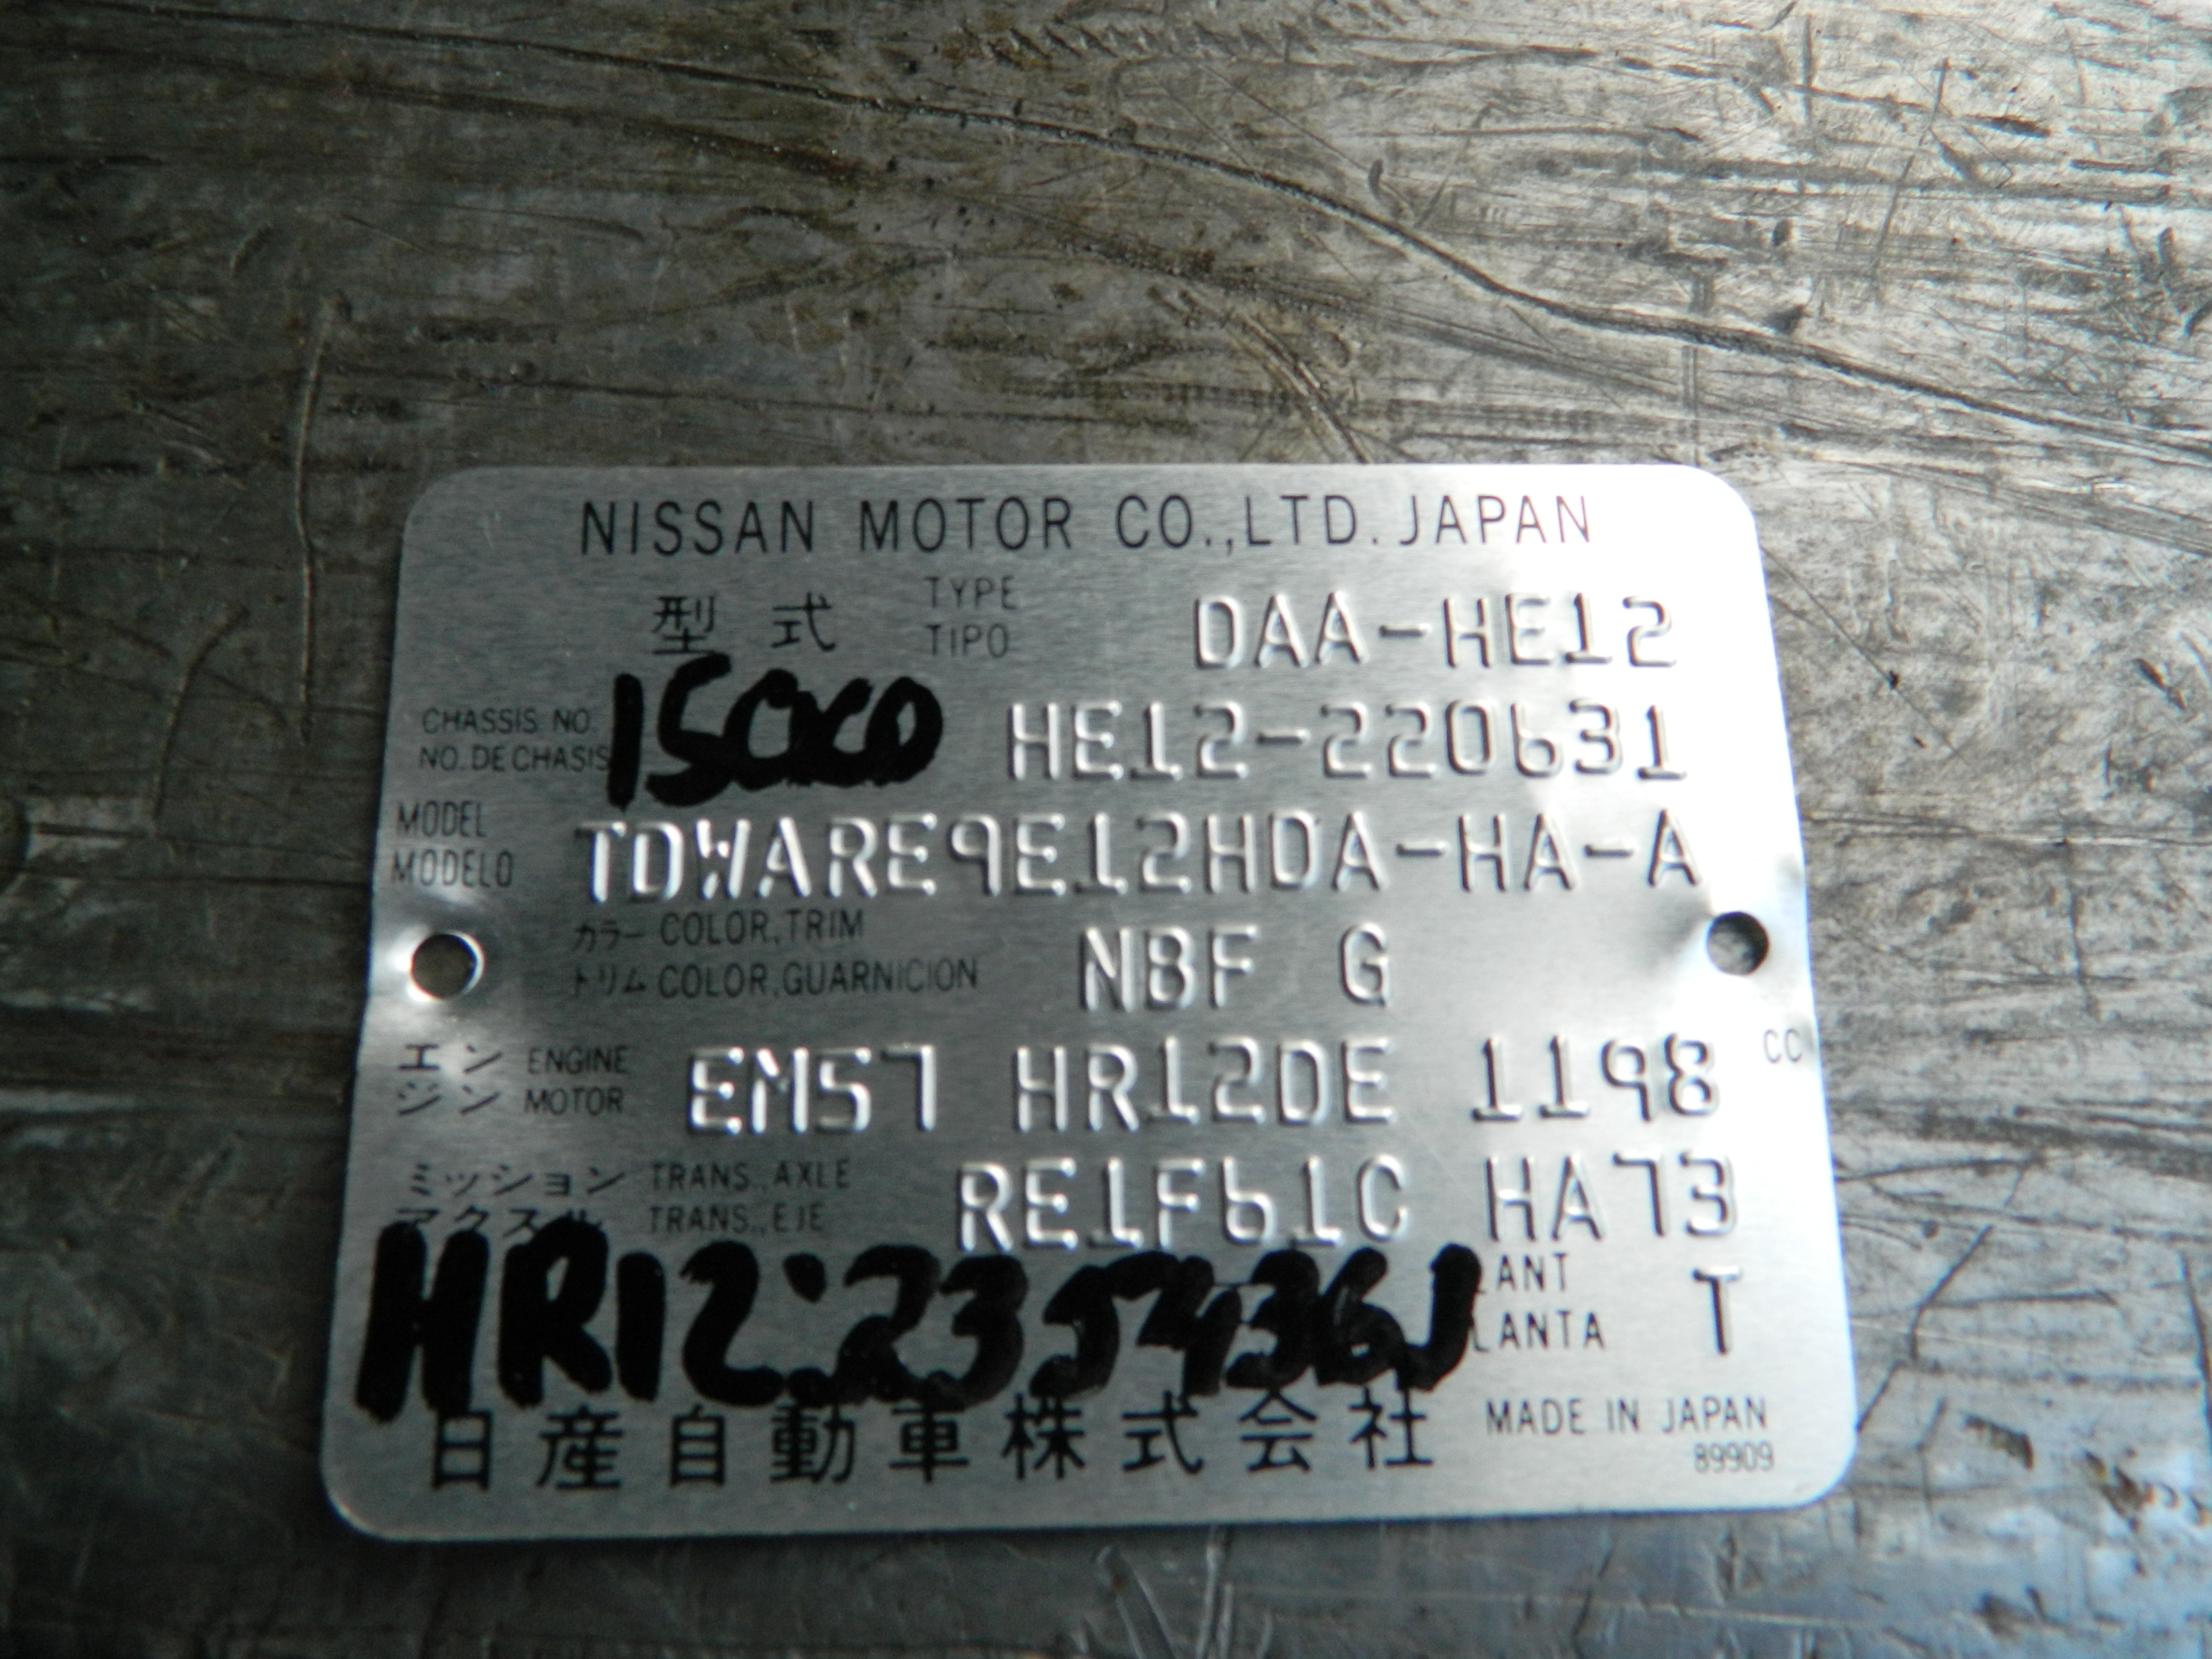 NISSAN MOTOR CO.,LTD. JAPAN
型 式 TYPE TIPO DAA-HE12
CHASSIS NO. NO. DE CHASIS HE12-220631
MODEL MODELO TDWARE9E12HDA-HA-A
カラー COLOR,TRIM
トリム COLOR,GUARNICION NBF G
エンジン ENGINE MOTOR EM57 HR12DE 1198 CC
ミッション TRANS.,AXLE
アクスル TRANS.,EJE RE1F61C HA73
HR12
T
日産自動車株式会社 MADE IN JAPAN
89909